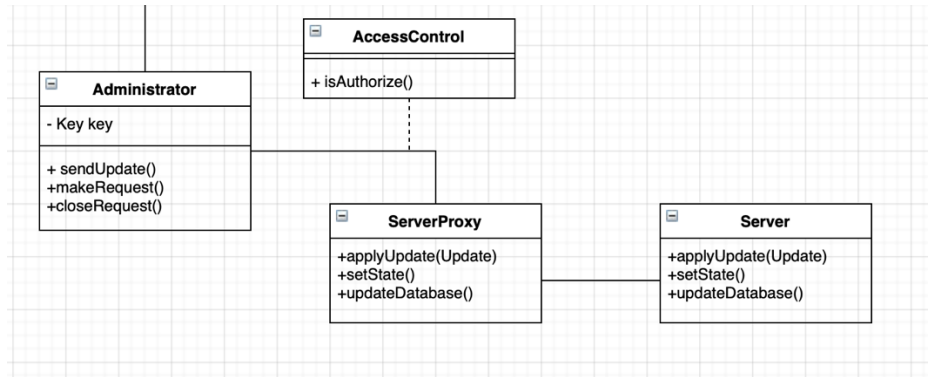 AccessControl
+ isAuthorize()
Administrator
- Key key
+ sendUpdate()
+makeRequest()
+closeRequest()
ServerProxy
+applyUpdate(Update)
+setState()
+updateDatabase()
Server
+applyUpdate(Update)
+setState()
+updateDatabase()